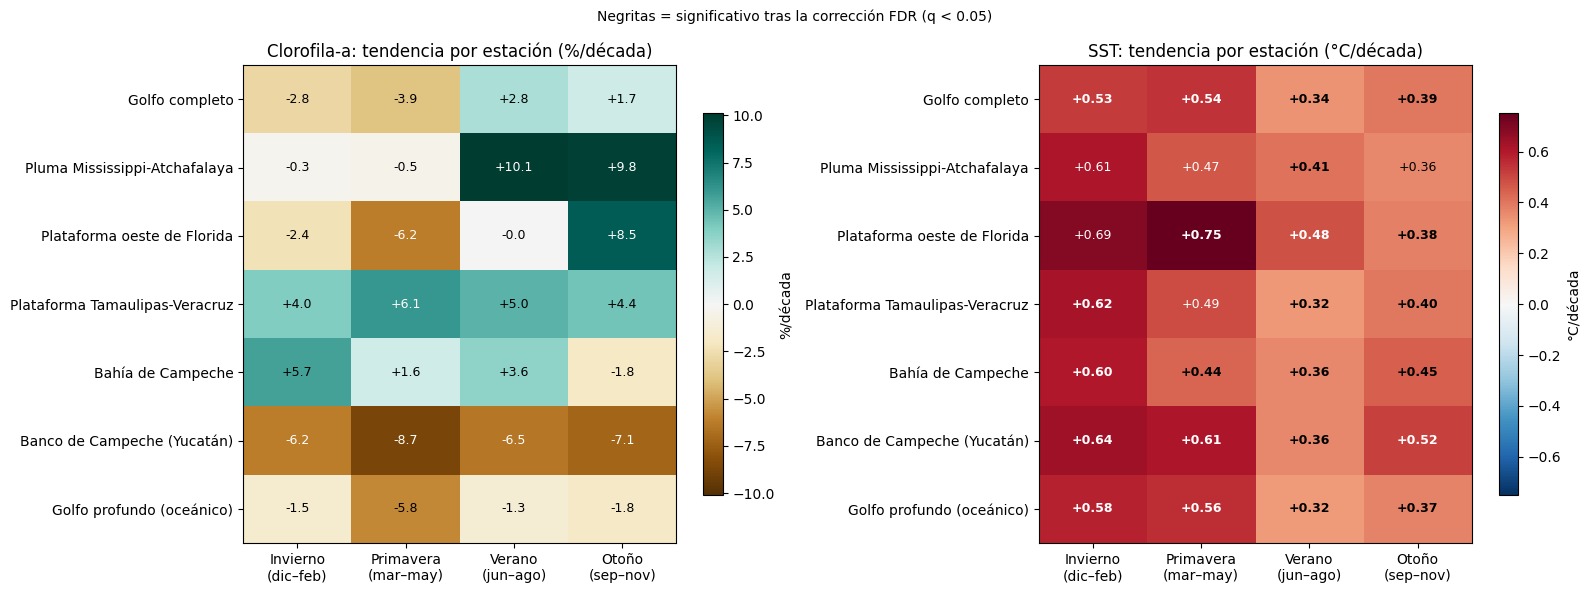 Negritas = significativo tras la corrección FDR (q < 0.05)
Clorofila-a: tendencia por estación (%/década)
Golfo completo -2.8 -3.9 +2.8 +1.7
Pluma Mississippi-Atchafalaya -0.3 -0.5 +10.1 +9.8
Plataforma oeste de Florida -2.4 -6.2 -0.0 +8.5
Plataforma Tamaulipas-Veracruz +4.0 +6.1 +5.0 +4.4
Bahía de Campeche +5.7 +1.6 +3.6 -1.8
Banco de Campeche (Yucatán) -6.2 -8.7 -6.5 -7.1
Golfo profundo (oceánico) -1.5 -5.8 -1.3 -1.8
Invierno Primavera Verano Otoño
(dic–feb) (mar–may) (jun–ago) (sep–nov)
10.0
7.5
5.0
2.5
0.0
−2.5
−5.0
−7.5
−10.0
%/década
SST: tendencia por estación (°C/década)
Golfo completo +0.53 +0.54 +0.34 +0.39
Pluma Mississippi-Atchafalaya +0.61 +0.47 +0.41 +0.36
Plataforma oeste de Florida +0.69 +0.75 +0.48 +0.38
Plataforma Tamaulipas-Veracruz +0.62 +0.49 +0.32 +0.40
Bahía de Campeche +0.60 +0.44 +0.36 +0.45
Banco de Campeche (Yucatán) +0.64 +0.61 +0.36 +0.52
Golfo profundo (oceánico) +0.58 +0.56 +0.32 +0.37
Invierno Primavera Verano Otoño
(dic–feb) (mar–may) (jun–ago) (sep–nov)
0.6
0.4
0.2
0.0
−0.2
−0.4
−0.6
°C/década